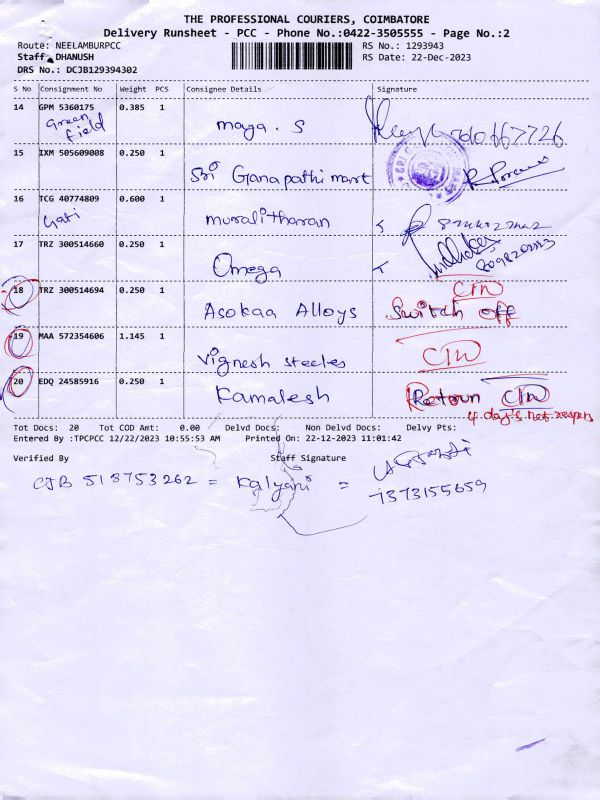 THE PROFESSIONAL COURIERS, COIMBATORE
Delivery Runsheet - PCC - Phone No.:0422-3505555 - Page No.:2
Route: NEELAMBURPCC RS No.: 1293943
Staff: DHANUSH RS Date: 22-Dec-2023
DRS No.: DCJB129394302
S No Consignment No Weight PCS Consignee Details Signature
14 GPM 5360175 0.385 1
Green Field maya. S
15 IXM 505609008 0.250 1
Sri Ganapathi mart
16 TCG 40774809 0.600 1
Gati muralitharan
17 TRZ 300514660 0.250 1
Omega
18 TRZ 300514694 0.250 1 C/N
Asokaa Alloys Switch off
19 MAA 572354606 1.145 1
Vignesh steeles C/N
20 EDQ 24585916 0.250 1 Kamalesh Retourn C/N
4 day's not respons
Tot Docs: 20 Tot COD Amt: 0.00 Delvd Docs: Non Delvd Docs: Delvy Pts:
Entered By :TPCPCC 12/22/2023 10:55:53 AM Printed On: 22-12-2023 11:01:42
Verified By Staff Signature
CJB 518753262 = Kalyani =
7373155659